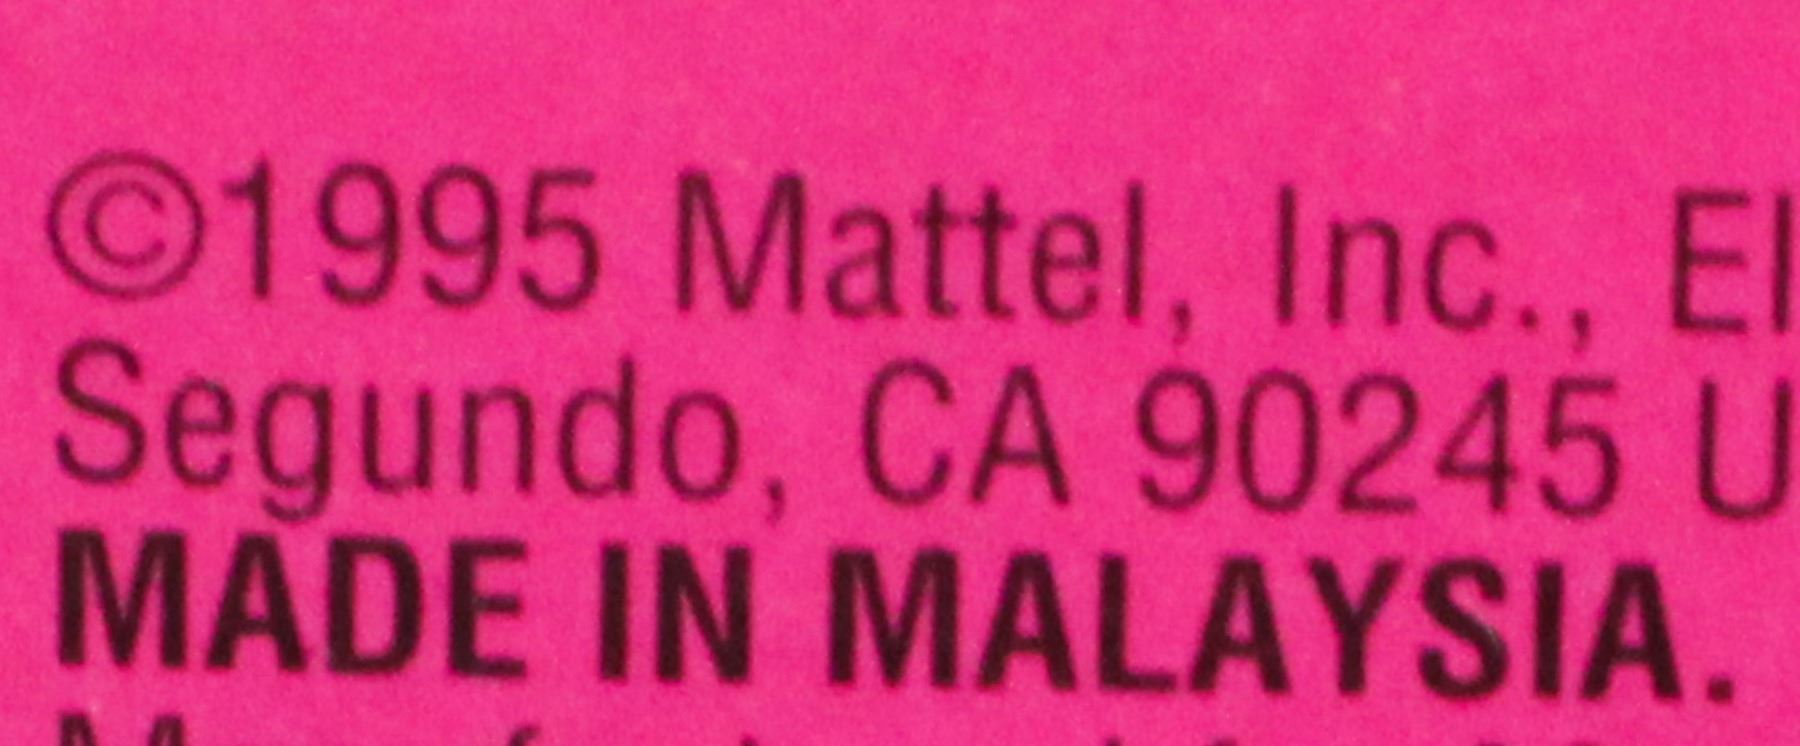 ©1995 Mattel, Inc., El
Segundo, CA 90245 U
MADE IN MALAYSIA.